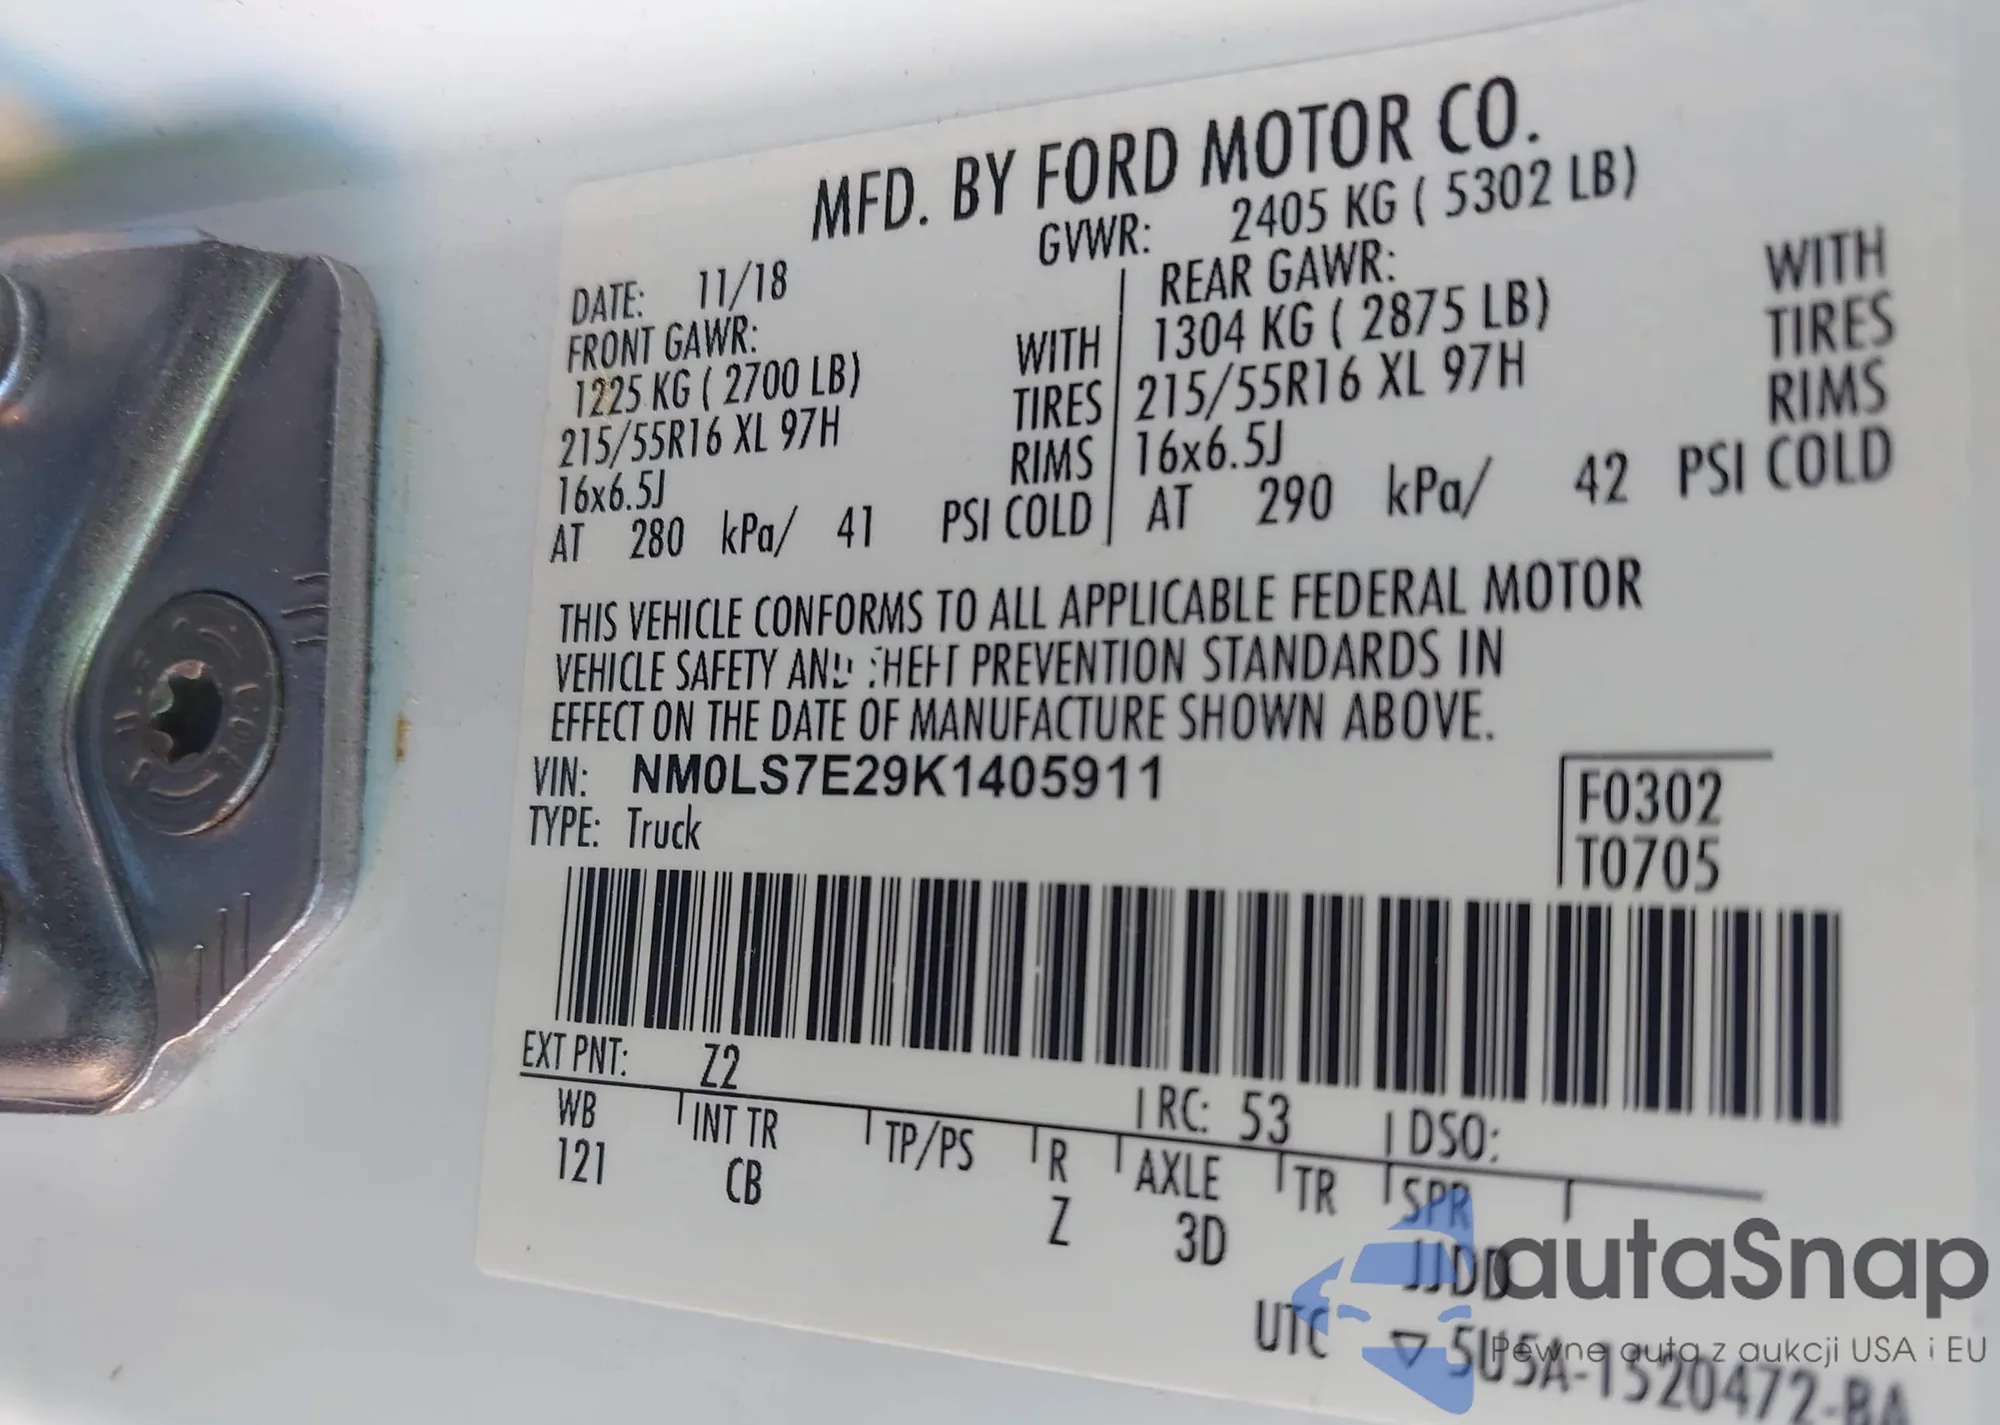 MFD. BY FORD MOTOR CO.
DATE: 11/18
GVWR: 2405 KG ( 5302 LB)
FRONT GAWR:
1225 KG ( 2700 LB) WITH
215/55R16 XL 97H TIRES
16x6.5J RIMS
AT 280 kPa/ 41 PSI COLD
REAR GAWR: WITH
1304 KG ( 2875 LB) TIRES
215/55R16 XL 97H RIMS
16x6.5J
AT 290 kPa/ 42 PSI COLD
THIS VEHICLE CONFORMS TO ALL APPLICABLE FEDERAL MOTOR
VEHICLE SAFETY AND THEFT PREVENTION STANDARDS IN
EFFECT ON THE DATE OF MANUFACTURE SHOWN ABOVE.
VIN: NM0LS7E29K1405911
TYPE: Truck
F0302
T0705
EXT PNT: Z2 RC: 53 DSO:
WB INT TR TP/PS R AXLE TR SPR
121 CB Z 3D JJDD
UTC ▽ 5U5A-1520472-BA
autaSnap
Pewne auta z aukcji USA i EU